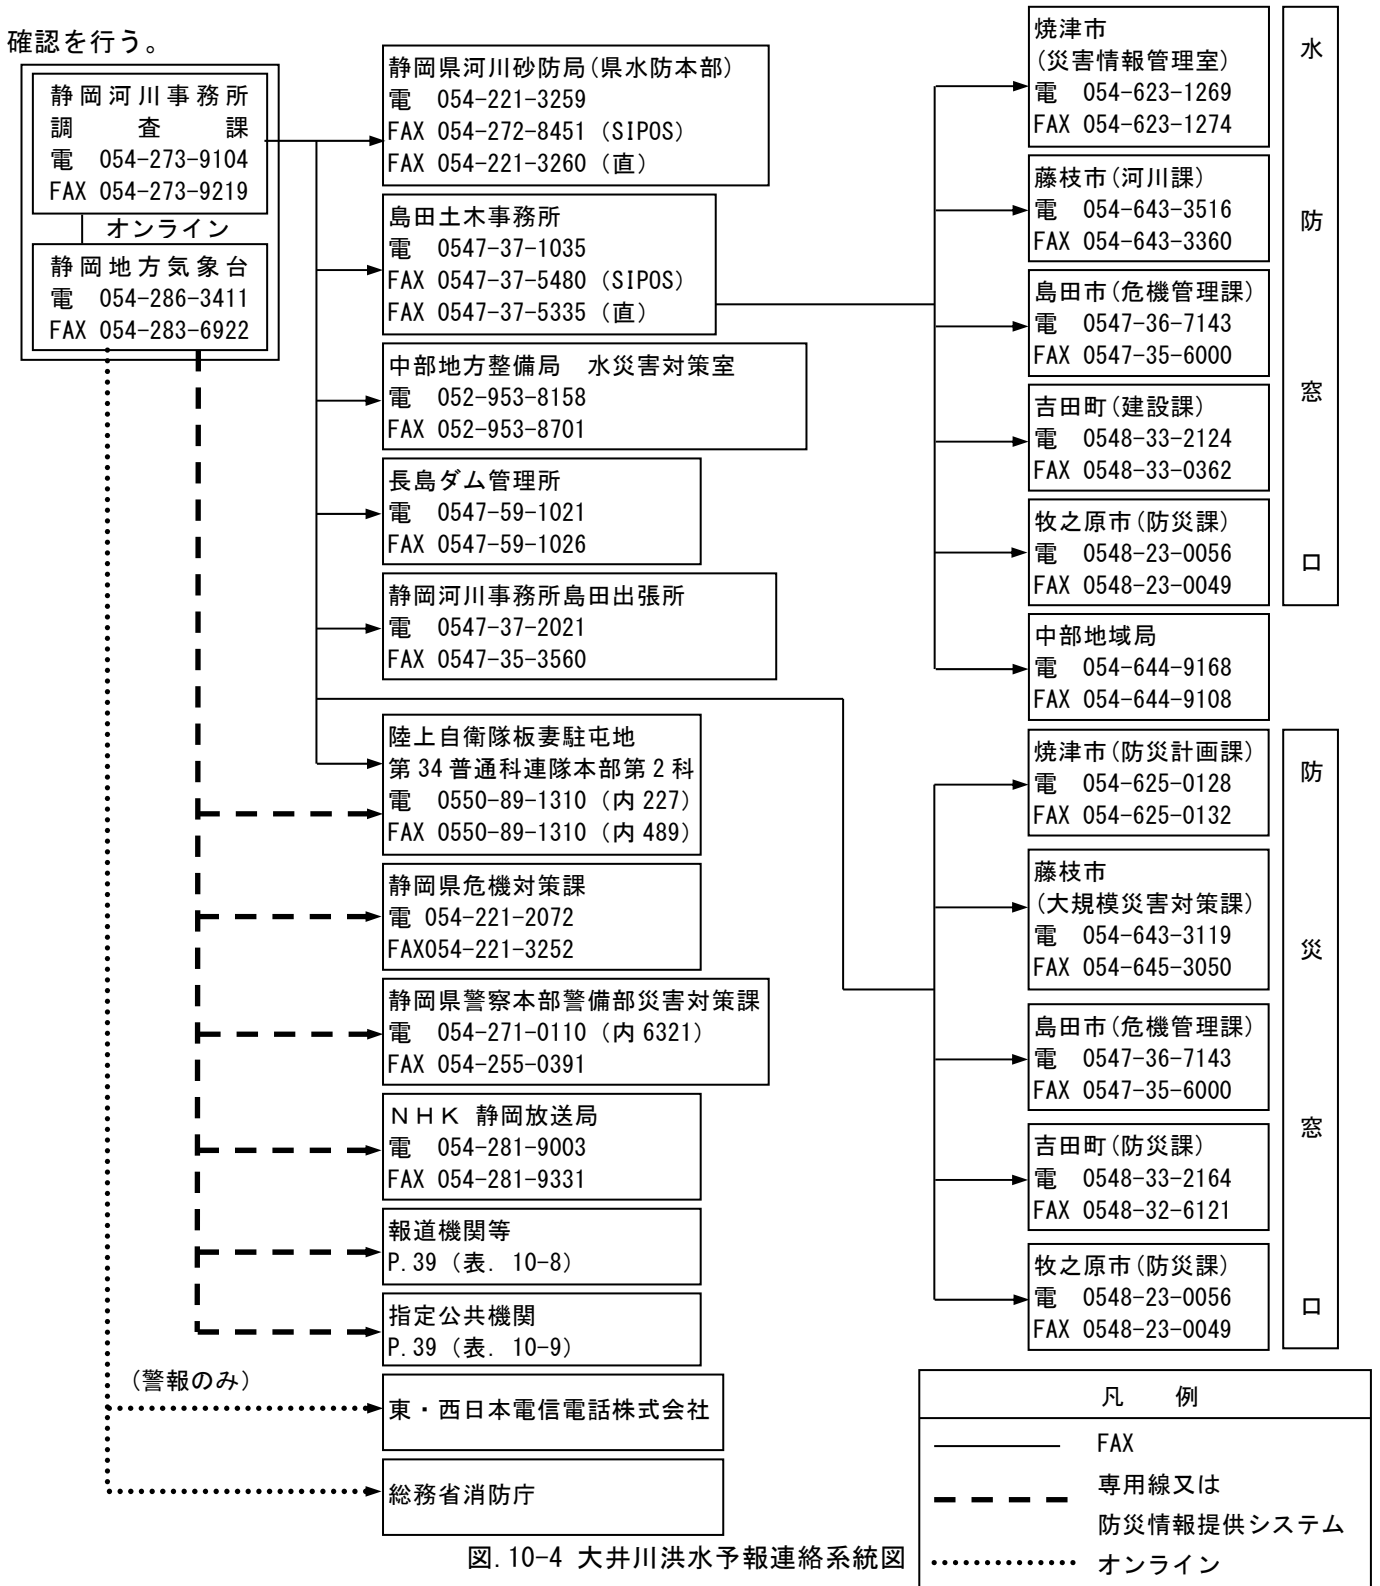 確認を行う。
静岡河川事務所
調査課
電 054-273-9104
FAX 054-273-9219
オンライン
静岡地方気象台
電 054-286-3411
FAX 054-283-6922
静岡県河川砂防局(県水防本部)
電 054-221-3259
FAX 054-272-8451 (SIPOS)
FAX 054-221-3260 (直)
島田土木事務所
電 0547-37-1035
FAX 0547-37-5480 (SIPOS)
FAX 0547-37-5335 (直)
中部地方整備局 水災害対策室
電 052-953-8158
FAX 052-953-8701
長島ダム管理所
電 0547-59-1021
FAX 0547-59-1026
静岡河川事務所島田出張所
電 0547-37-2021
FAX 0547-35-3560
陸上自衛隊板妻駐屯地
第34普通科連隊本部第2科
電 0550-89-1310 (内227)
FAX 0550-89-1310 (内489)
静岡県危機対策課
電 054-221-2072
FAX054-221-3252
静岡県警察本部警備部災害対策課
電 054-271-0110 (内6321)
FAX 054-255-0391
NHK 静岡放送局
電 054-281-9003
FAX 054-281-9331
報道機関等
P.39 (表. 10-8)
指定公共機関
P.39 (表. 10-9)
(警報のみ)
東・西日本電信電話株式会社
総務省消防庁
焼津市
(災害情報管理室)
電 054-623-1269
FAX 054-623-1274
藤枝市(河川課)
電 054-643-3516
FAX 054-643-3360
島田市(危機管理課)
電 0547-36-7143
FAX 0547-35-6000
吉田町(建設課)
電 0548-33-2124
FAX 0548-33-0362
牧之原市(防災課)
電 0548-23-0056
FAX 0548-23-0049
中部地域局
電 054-644-9168
FAX 054-644-9108
水防窓口
焼津市(防災計画課)
電 054-625-0128
FAX 054-625-0132
藤枝市
(大規模災害対策課)
電 054-643-3119
FAX 054-645-3050
島田市(危機管理課)
電 0547-36-7143
FAX 0547-35-6000
吉田町(防災課)
電 0548-33-2164
FAX 0548-32-6121
牧之原市(防災課)
電 0548-23-0056
FAX 0548-23-0049
防災窓口
凡例
FAX
専用線又は
防災情報提供システム
オンライン
図.10-4 大井川洪水予報連絡系統図